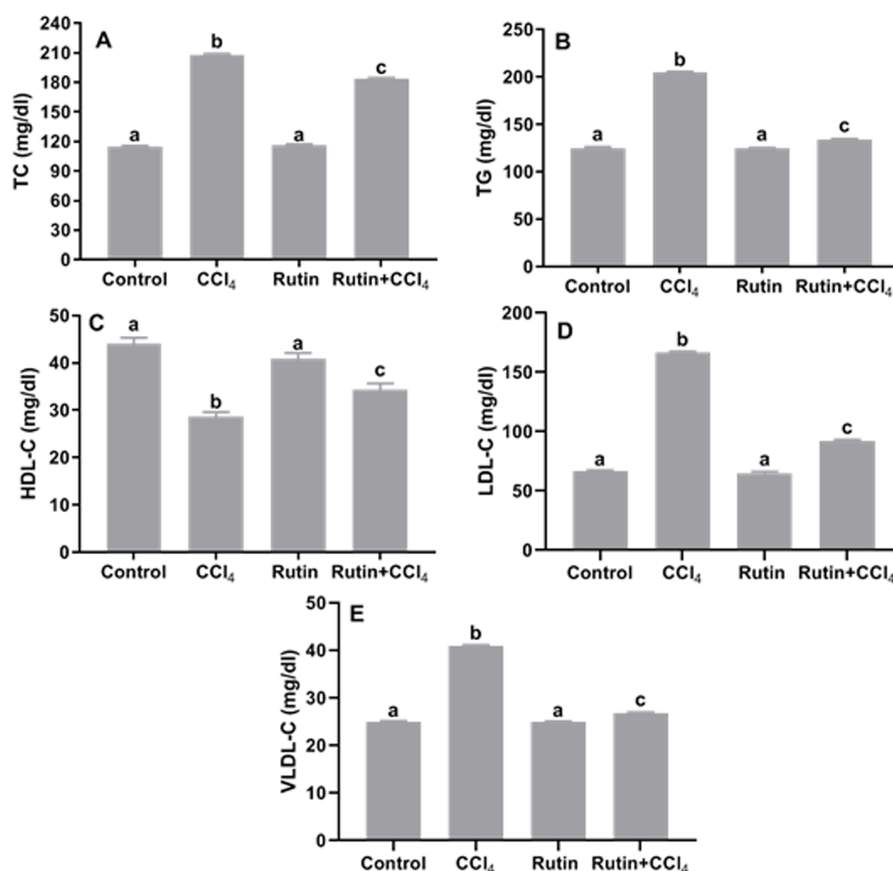 A
TC (mg/dl)
240
210
180
150
120
90
60
30
0
a
b
a
c
Control CCl₄ Rutin Rutin+CCl₄
B
TG (mg/dl)
250
200
150
100
50
0
a
b
a
c
Control CCl₄ Rutin Rutin+CCl₄
C
HDL-C (mg/dl)
50
40
30
20
10
0
a
b
a
c
Control CCl₄ Rutin Rutin+CCl₄
D
LDL-C (mg/dl)
200
150
100
50
0
a
b
a
c
Control CCl₄ Rutin Rutin+CCl₄
E
VLDL-C (mg/dl)
50
40
30
20
10
0
a
b
a
c
Control CCl₄ Rutin Rutin+CCl₄